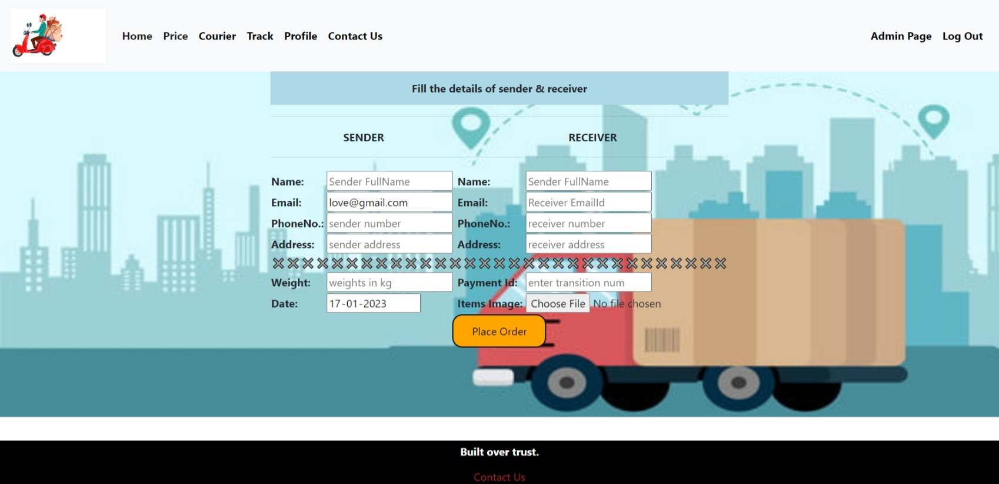 Home Price Courier Track Profile Contact Us Admin Page Log Out
Fill the details of sender & receiver
SENDER RECEIVER
Name: Sender FullName Name: Sender FullName
Email: love@gmail.com Email: Receiver EmailId
PhoneNo.: sender number PhoneNo.: receiver number
Address: sender address Address: receiver address
Weight: weights in kg Payment Id: enter transition num
Date: 17-01-2023 Items Image: Choose File No file chosen
Place Order
Built over trust.
Contact Us